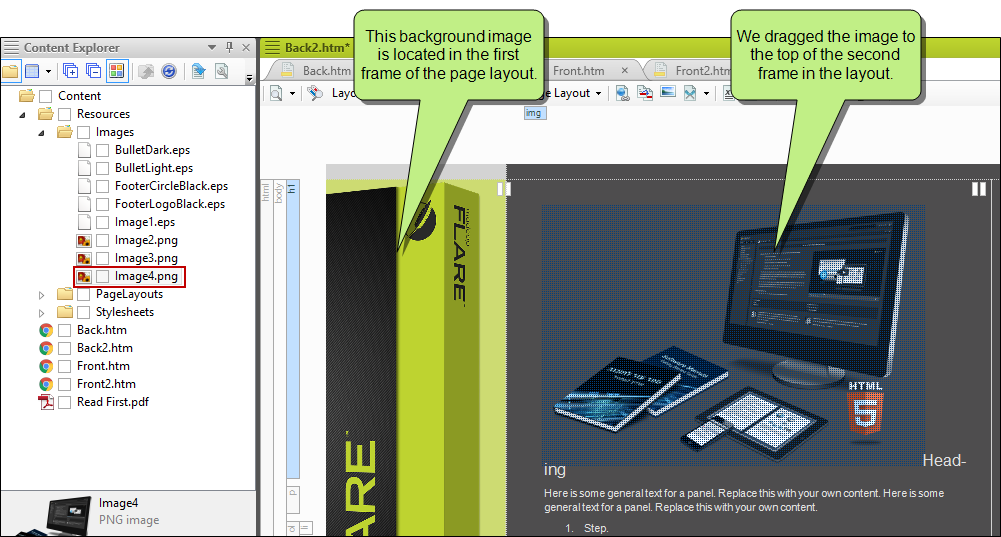 This background image
is located in the first
frame of the page layout.
We dragged the image to
the top of the second
frame in the layout.
Content Explorer
Back2.htm*
Back.htm
Front.htm
Front2.htm
Layout
img
Content
Resources
Images
BulletDark.eps
BulletLight.eps
FooterCircleBlack.eps
FooterLogoBlack.eps
Image1.eps
Image2.png
Image3.png
Image4.png
PageLayouts
Stylesheets
Back.htm
Back2.htm
Front.htm
Front2.htm
Read First.pdf
Image4
PNG image
html
body
h1
p
ol
li
FLARE
HTML
5
Head-
ing
Here is some general text for a panel. Replace this with your own content. Here is some
general text for a panel. Replace this with your own content.
1. Step.